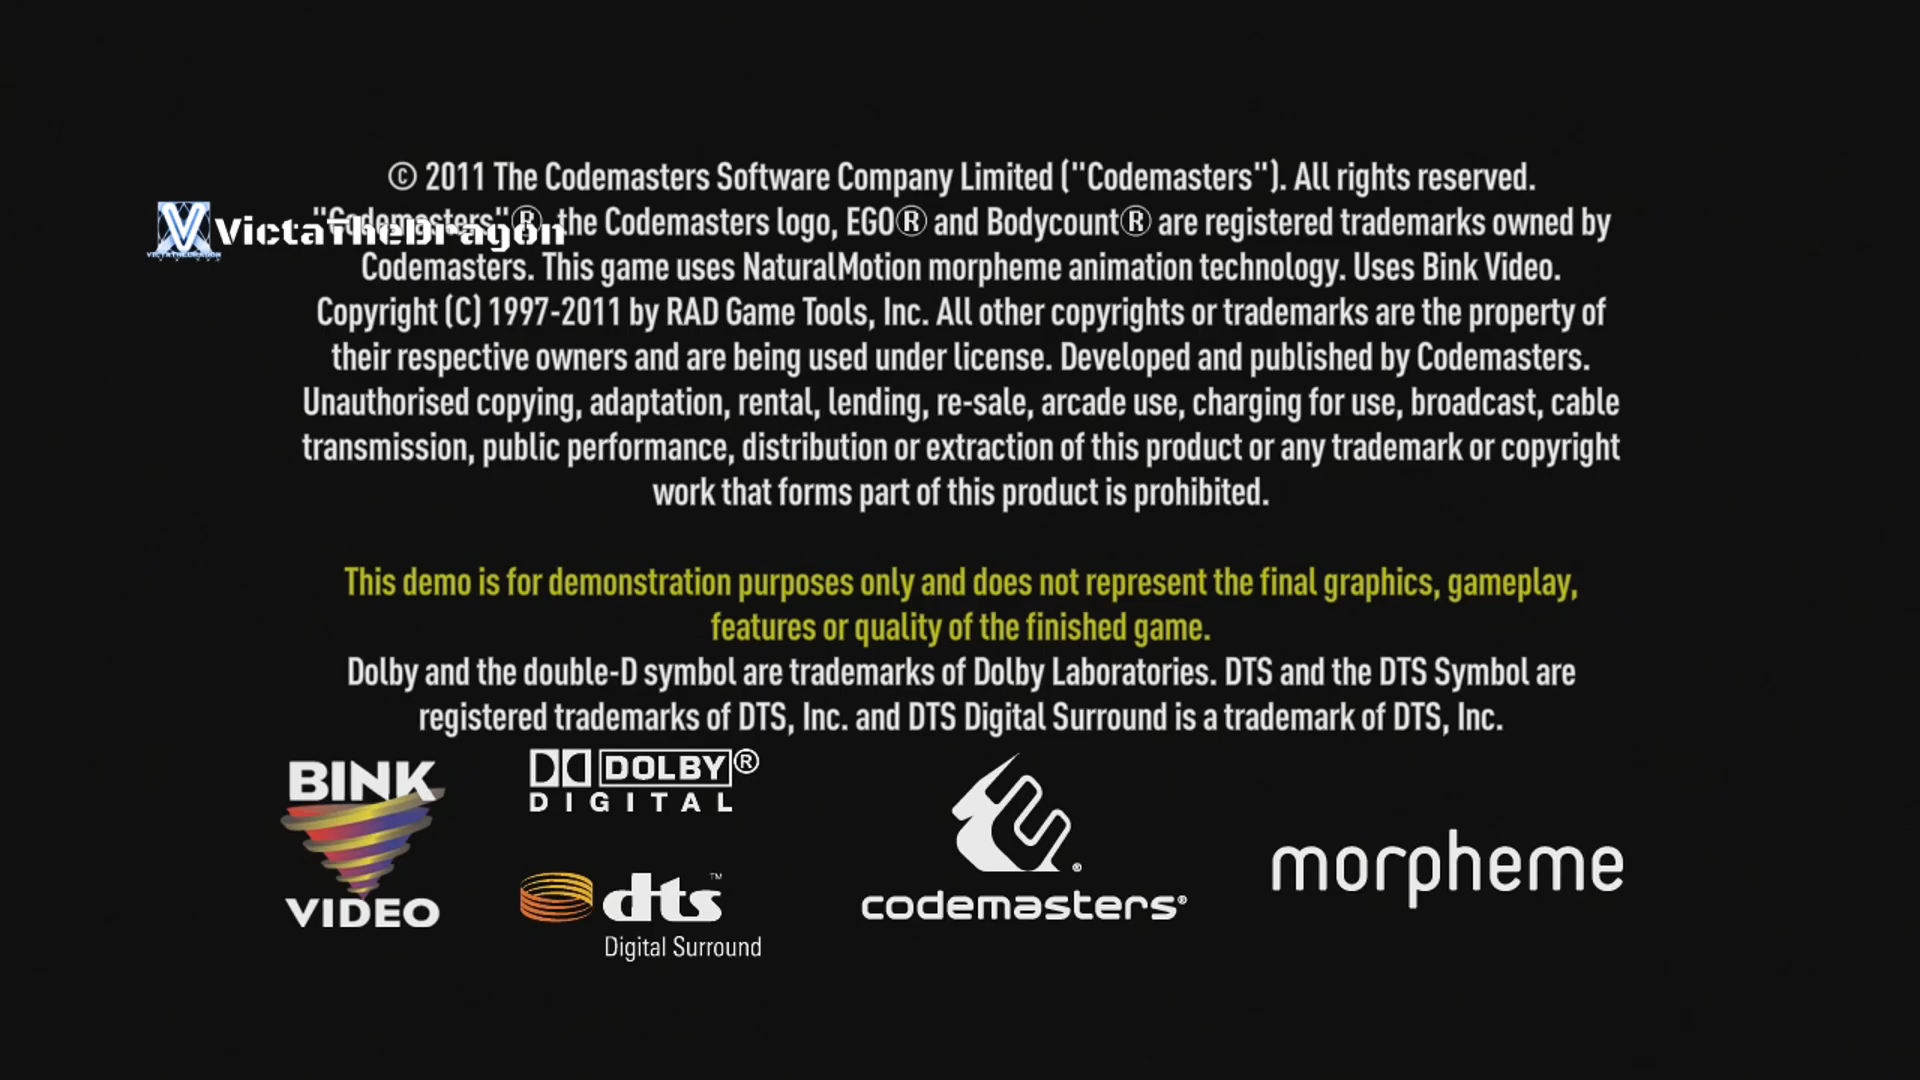 © 2011 The Codemasters Software Company Limited ("Codemasters"). All rights reserved.
"Codemasters"®, the Codemasters logo, EGO® and Bodycount® are registered trademarks owned by
VictaTheDragon
VICTATHEDRAGON
Codemasters. This game uses NaturalMotion morpheme animation technology. Uses Bink Video.
Copyright (C) 1997-2011 by RAD Game Tools, Inc. All other copyrights or trademarks are the property of
their respective owners and are being used under license. Developed and published by Codemasters.
Unauthorised copying, adaptation, rental, lending, re-sale, arcade use, charging for use, broadcast, cable
transmission, public performance, distribution or extraction of this product or any trademark or copyright
work that forms part of this product is prohibited.
This demo is for demonstration purposes only and does not represent the final graphics, gameplay,
features or quality of the finished game.
Dolby and the double-D symbol are trademarks of Dolby Laboratories. DTS and the DTS Symbol are
registered trademarks of DTS, Inc. and DTS Digital Surround is a trademark of DTS, Inc.
BINK
VIDEO
DOLBY®
DIGITAL
dts™
Digital Surround
codemasters®
morpheme